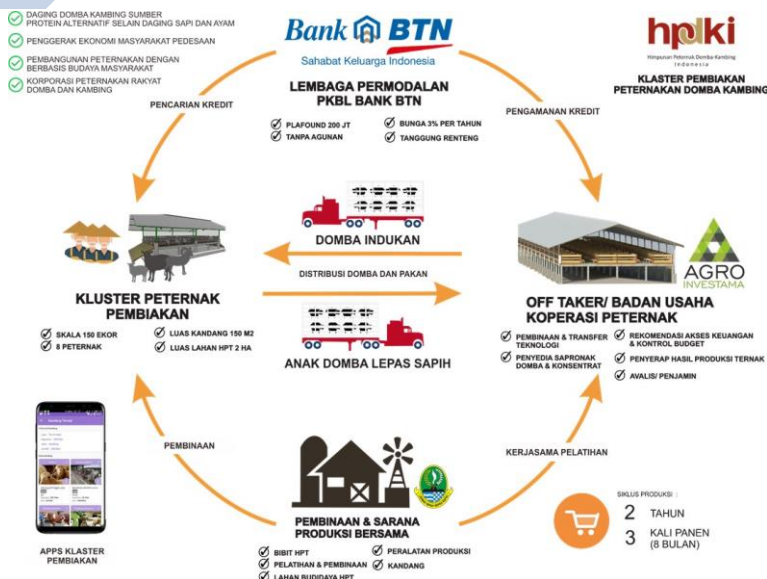 DAGING DOMBA KAMBING SUMBER
PROTEIN ALTERNATIF SELAIN DAGING SAPI DAN AYAM
PENGGERAK EKONOMI MASYARAKAT PEDESAAN
PEMBANGUNAN PETERNAKAN DENGAN
BERBASIS BUDAYA MASYARAKAT
KORPORASI PETERNAKAN RAKYAT
DOMBA DAN KAMBING
Bank BTN
Sahabat Keluarga Indonesia
LEMBAGA PERMODALAN
PKBL BANK BTN
PLAFOUND 200 JT
BUNGA 3% PER TAHUN
TANPA AGUNAN
TANGGUNG RENTENG
hpdki
Himpunan Peternak Domba-Kambing
Indonesia
KLASTER PEMBIAKAN
PETERNAKAN DOMBA KAMBING
PENCARIAN KREDIT
PENGAMANAN KREDIT
DOMBA INDUKAN
DISTRIBUSI DOMBA DAN PAKAN
ANAK DOMBA LEPAS SAPIH
KLUSTER PETERNAK
PEMBIAKAN
SKALA 150 EKOR
LUAS KANDANG 150 M2
8 PETERNAK
LUAS LAHAN HPT 2 HA
AGRO
INVESTAMA
OFF TAKER/ BADAN USAHA
KOPERASI PETERNAK
PEMBINAAN & TRANSFER
TEKNOLOGI
REKOMENDASI AKSES KEUANGAN
& KONTROL BUDGET
PENYEDIA SAPRONAK
DOMBA & KONSENTRAT
PENYERAP HASIL PRODUKSI TERNAK
AVALIS/ PENJAMIN
PEMBINAAN
KERJASAMA PELATIHAN
APPS KLASTER
PEMBIAKAN
PEMBINAAN & SARANA
PRODUKSI BERSAMA
BIBIT HPT
PERALATAN PRODUKSI
PELATIHAN & PEMBINAAN
KANDANG
LAHAN BUDIDAYA HPT
SIKLUS PRODUKSI :
2 TAHUN
3 KALI PANEN
(8 BULAN)